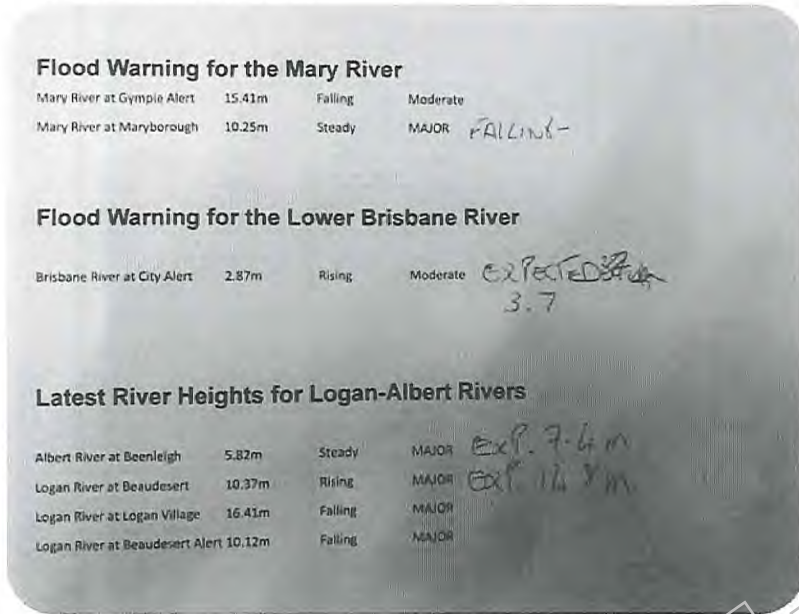 Flood Warning for the Mary River
Mary River at Gympie Alert 15.41m Falling Moderate
Mary River at Maryborough 10.25m Steady MAJOR FALLING
Flood Warning for the Lower Brisbane River
Brisbane River at City Alert 2.87m Rising Moderate EXPECTED
3.7
Latest River Heights for Logan-Albert Rivers
Albert River at Beenleigh 5.82m Steady MAJOR EXP. 7.4 m
Logan River at Beaudesert 10.37m Rising MAJOR EXP. m
Logan River at Logan Village 16.41m Falling MAJOR
Logan River at Beaudesert Alert 10.12m Falling MAJOR